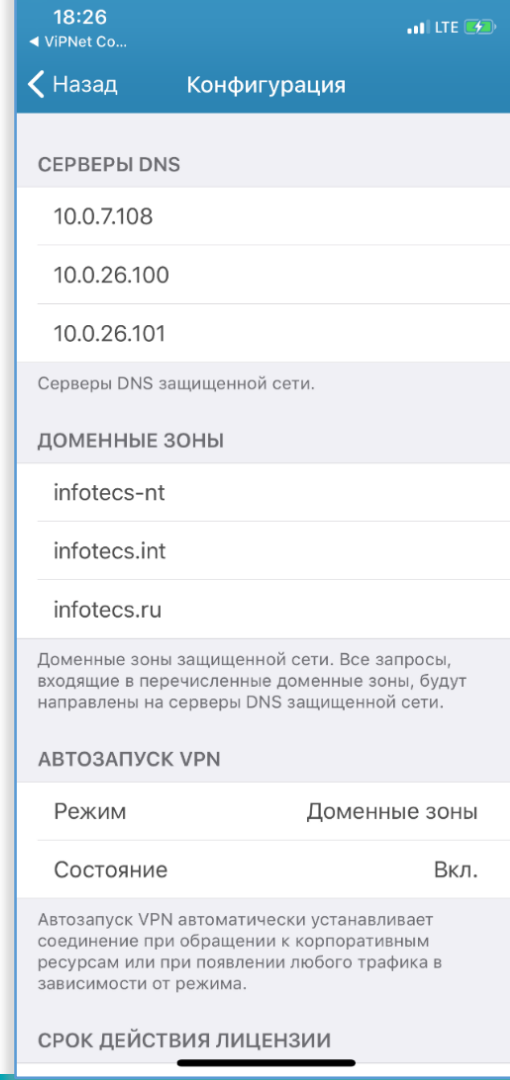 18:26
LTE
◀ ViPNet Co...
Назад
Конфигурация
СЕРВЕРЫ DNS
10.0.7.108
10.0.26.100
10.0.26.101
Серверы DNS защищенной сети.
ДОМЕННЫЕ ЗОНЫ
infotecs-nt
infotecs.int
infotecs.ru
Доменные зоны защищенной сети. Все запросы,
входящие в перечисленные доменные зоны, будут
направлены на серверы DNS защищенной сети.
АВТОЗАПУСК VPN
Режим Доменные зоны
Состояние Вкл.
Автозапуск VPN автоматически устанавливает
соединение при обращении к корпоративным
ресурсам или при появлении любого трафика в
зависимости от режима.
СРОК ДЕЙСТВИЯ ЛИЦЕНЗИИ